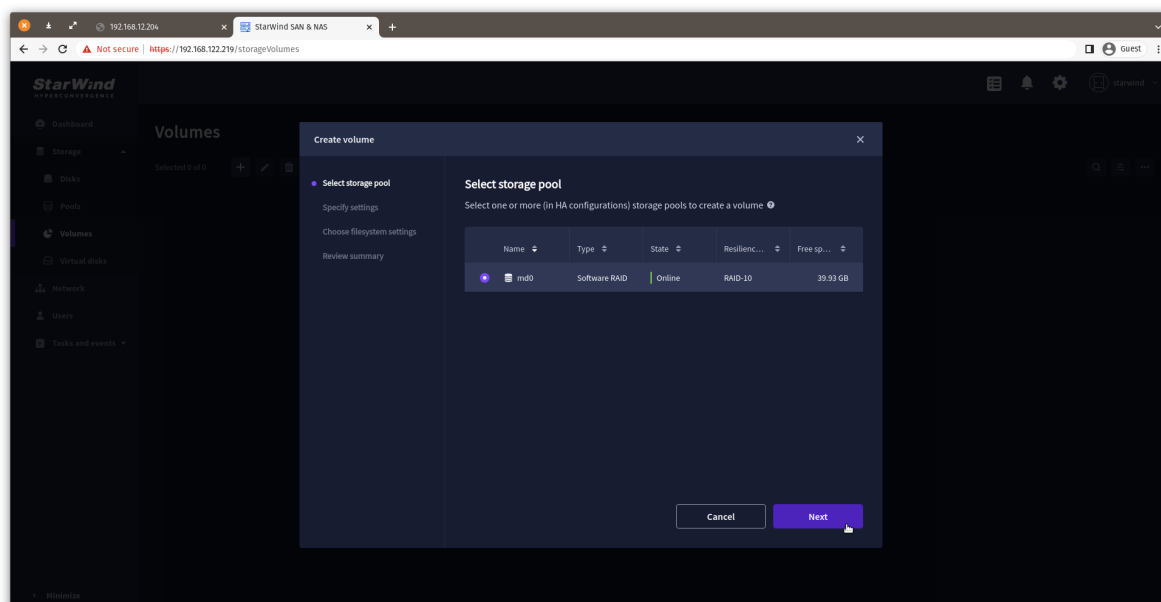 192.168.12.204
StarWind SAN & NAS
Not secure | https://192.168.122.219/storageVolumes
Guest
StarWind
HYPERCONVERGENCE
starwind
Dashboard
Storage
Disks
Pools
Volumes
Virtual disks
Network
Users
Tasks and events
Minimize
Volumes
Selected 0 of 0
Create volume
Select storage pool
Specify settings
Choose filesystem settings
Review summary
Select storage pool
Select one or more (in HA configurations) storage pools to create a volume
Name Type State Resilienc... Free sp...
md0 Software RAID Online RAID-10 39.93 GB
Cancel Next